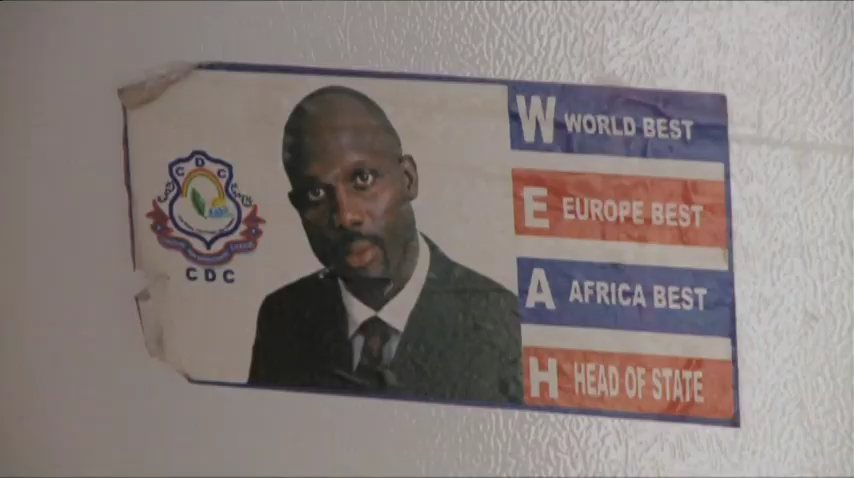 C D C
CDC
W WORLD BEST
E EUROPE BEST
A AFRICA BEST
H HEAD OF STATE